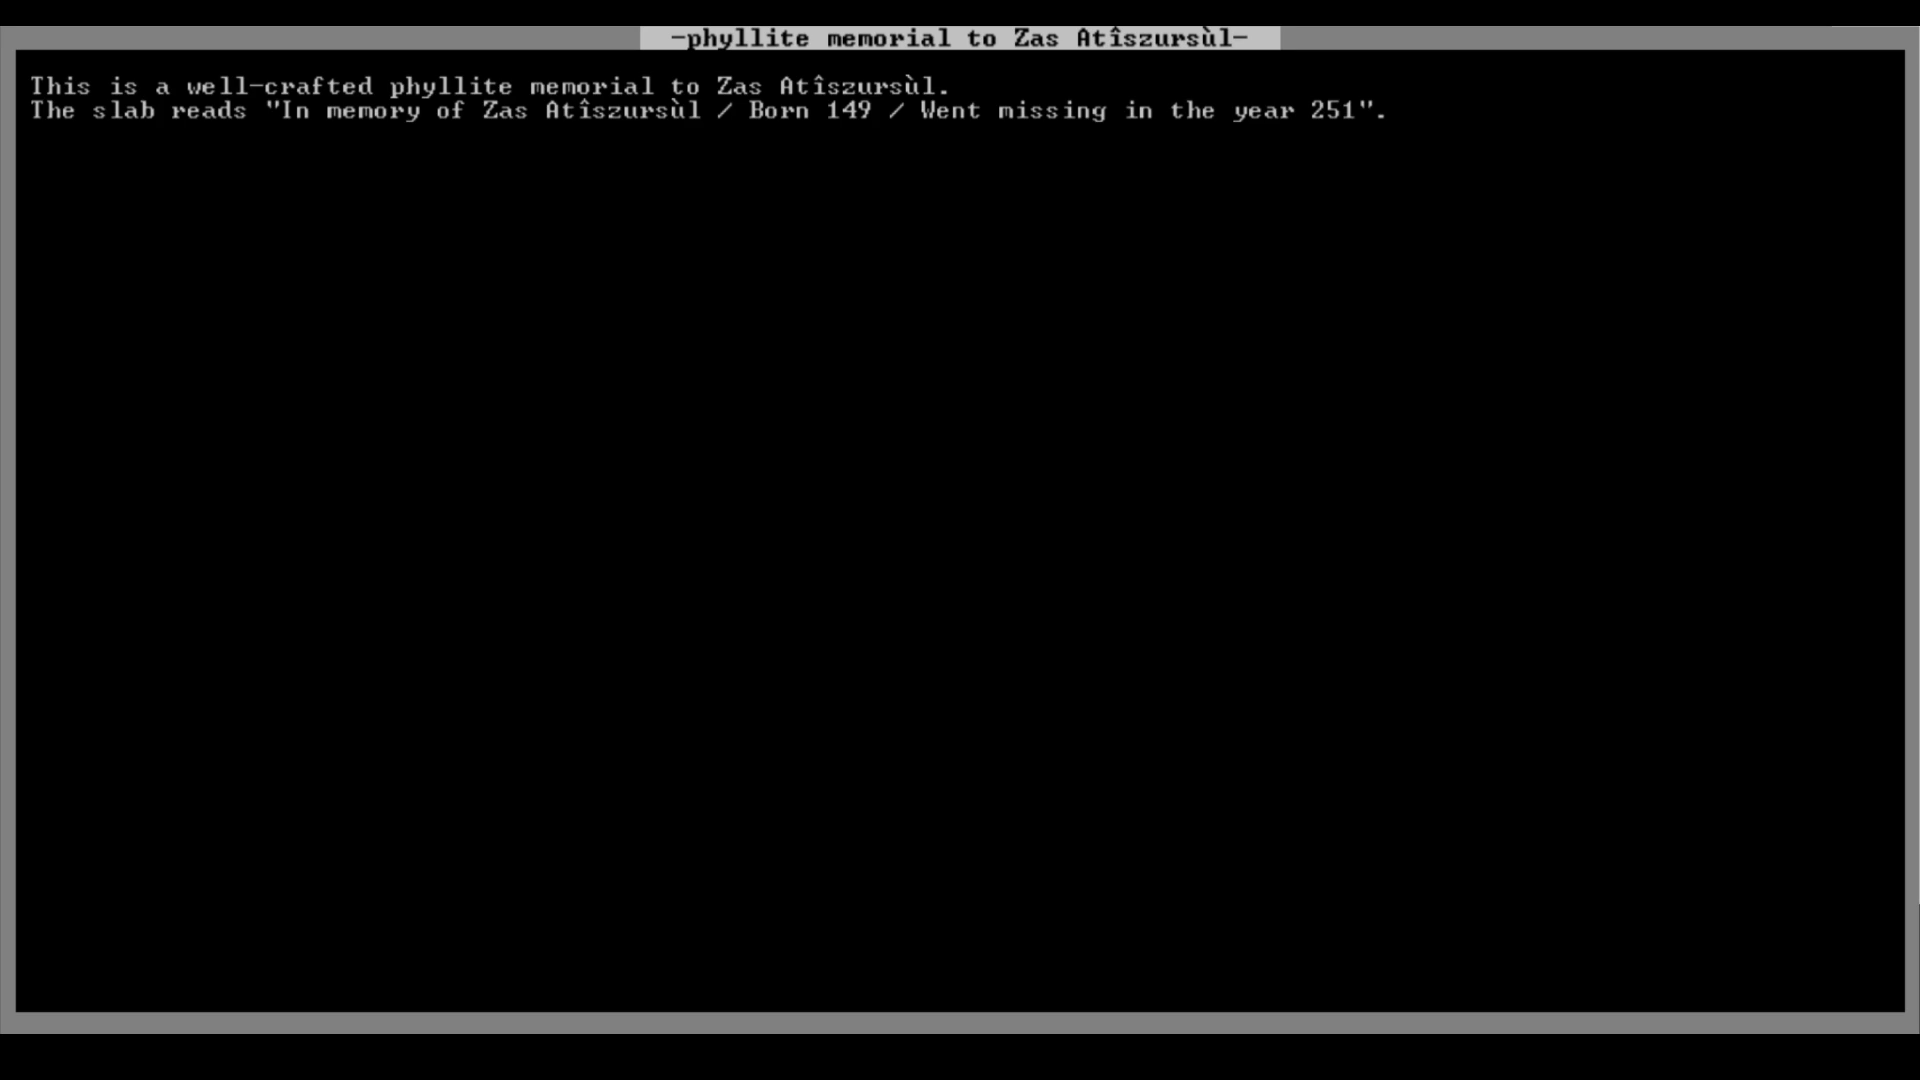 -phyllite memorial to Zas Atîszursùl-
This is a well-crafted phyllite memorial to Zas Atîszursùl.
The slab reads "In memory of Zas Atîszursùl / Born 149 / Went missing in the year 251".